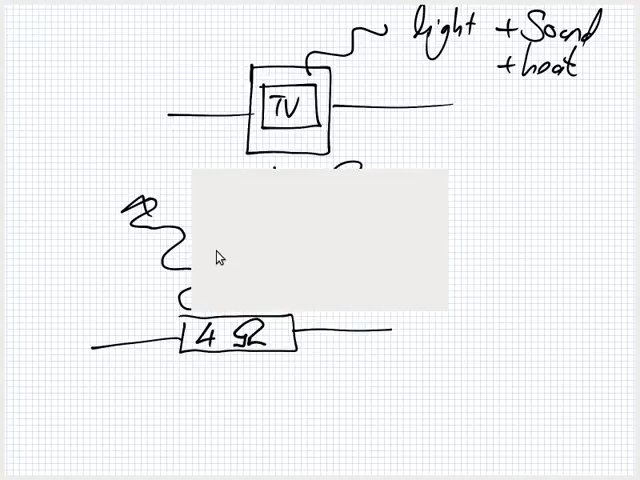 light + Sound
+ heat
TV
4 Ω